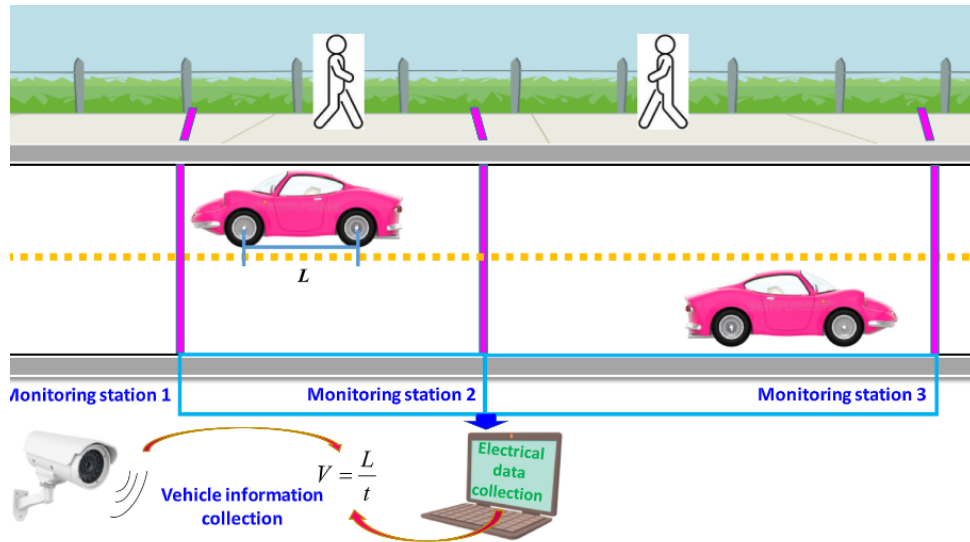 L
Monitoring station 1
Monitoring station 2
Monitoring station 3
Vehicle information
collection
V = L/t
Electrical
data
collection